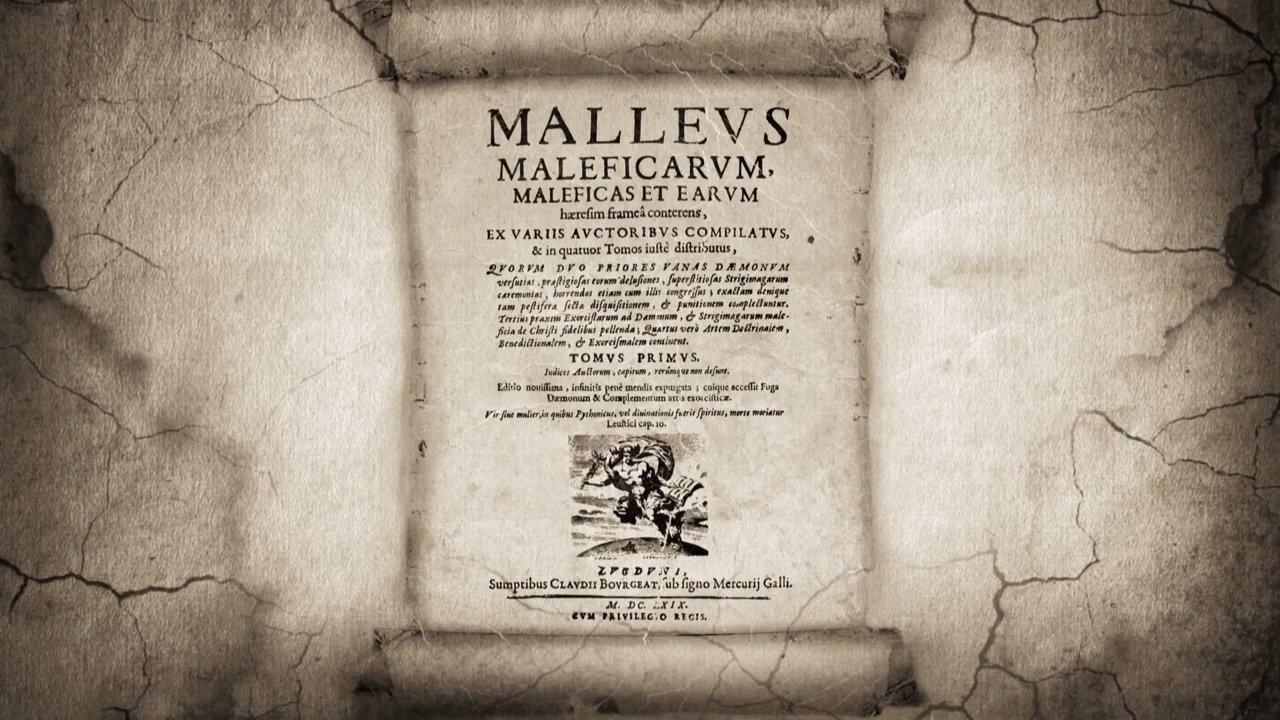 MALLEVS
MALEFICARVM,
MALEFICAS ET EARVM
hæresim frameâ conterens,
EX VARIIS AVCTORIBVS COMPILATVS,
& in quatuor Tomos iustè distributus,
QVORVM DVO PRIORES VANAS DÆMONVM
versutias, præstigiosas eorum delusiones, superstitiosas Strigimagarum
cæremonias, horrendos etiam cum illis congressus; exactam denique
tam pestiferæ sectæ disquisitionem, & punitionem complectuntur.
Tertius praxim Exorcistarum ad Dæmonum, & Strigimagarum male-
ficia de Christi fidelibus pellenda; Quartus verò Artem Doctrinalem,
Benedictionalem, & Exorcismalem continent.
TOMVS PRIMVS.
Indices Auctorum, capitum, rerúmque non desunt.
Editio nouissima, infinitis penè mendis expurgata; cuique accessit Fuga
Dæmonum & Complementum artis exorcisticæ.
Vir siue mulier, in quibus Pythonicus, vel diuinationis fuerit spiritus, morte moriatur
Leuitici cap. 10.
LVGDVNI,
Sumptibus CLAVDII BOVRGEAT, sub signo Mercurij Galli.
M. DC. LXIX.
CVM PRIVILEGIO REGIS.